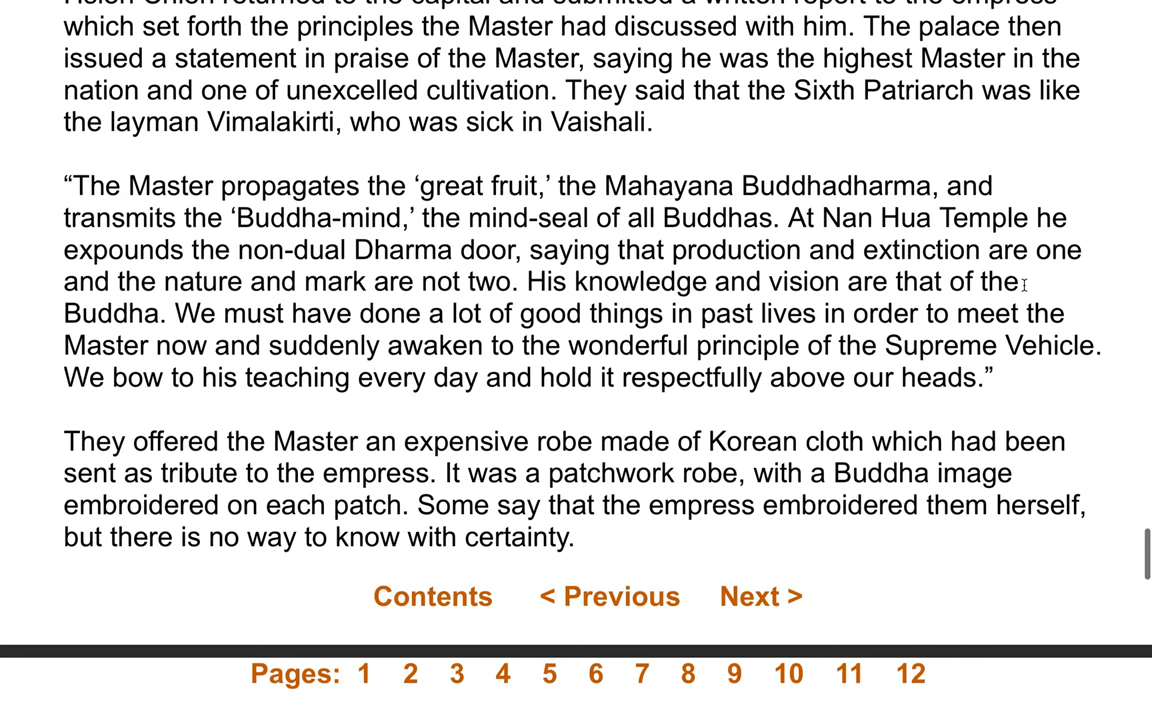 which set forth the principles the Master had discussed with him. The palace then
issued a statement in praise of the Master, saying he was the highest Master in the
nation and one of unexcelled cultivation. They said that the Sixth Patriarch was like
the layman Vimalakirti, who was sick in Vaishali.
“The Master propagates the ‘great fruit,’ the Mahayana Buddhadharma, and
transmits the ‘Buddha-mind,’ the mind-seal of all Buddhas. At Nan Hua Temple he
expounds the non-dual Dharma door, saying that production and extinction are one
and the nature and mark are not two. His knowledge and vision are that of the
Buddha. We must have done a lot of good things in past lives in order to meet the
Master now and suddenly awaken to the wonderful principle of the Supreme Vehicle.
We bow to his teaching every day and hold it respectfully above our heads.”
They offered the Master an expensive robe made of Korean cloth which had been
sent as tribute to the empress. It was a patchwork robe, with a Buddha image
embroidered on each patch. Some say that the empress embroidered them herself,
but there is no way to know with certainty.
Contents < Previous Next >
Pages: 1 2 3 4 5 6 7 8 9 10 11 12